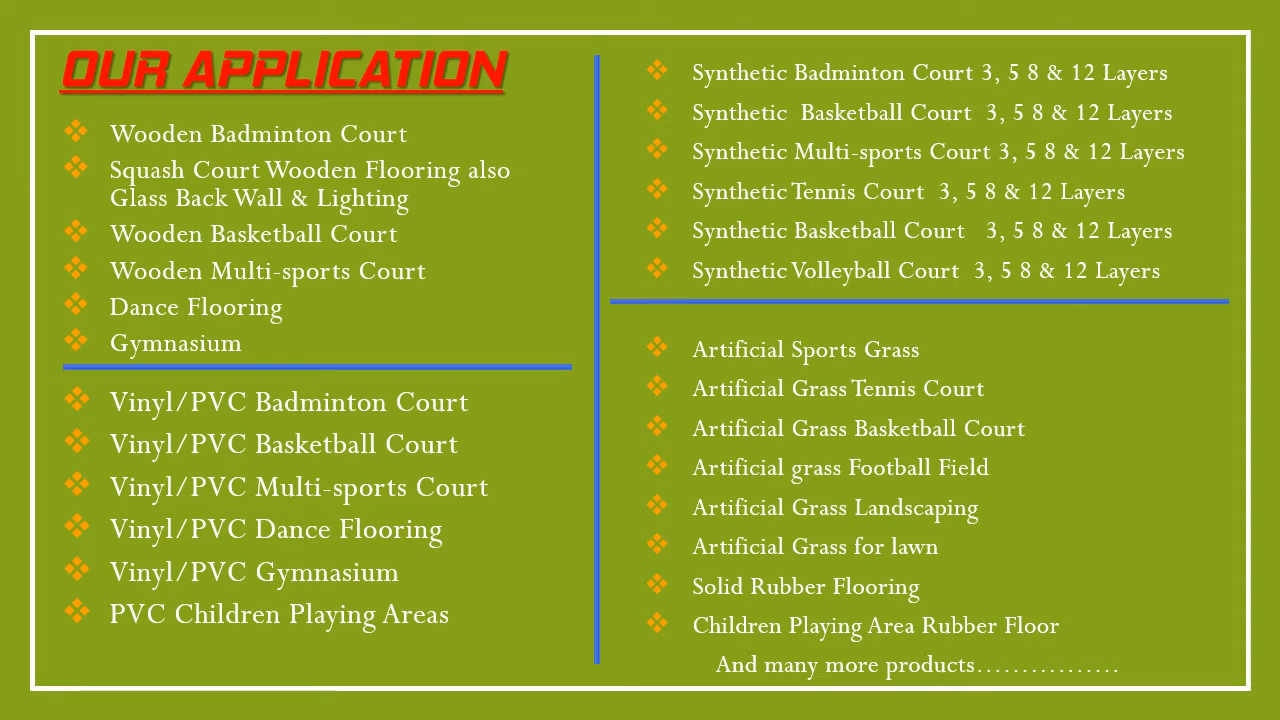 OUR APPLICATION
Wooden Badminton Court
Squash Court Wooden Flooring also
Glass Back Wall & Lighting
Wooden Basketball Court
Wooden Multi-sports Court
Dance Flooring
Gymnasium
Vinyl/PVC Badminton Court
Vinyl/PVC Basketball Court
Vinyl/PVC Multi-sports Court
Vinyl/PVC Dance Flooring
Vinyl/PVC Gymnasium
PVC Children Playing Areas
Synthetic Badminton Court 3, 5 8 & 12 Layers
Synthetic Basketball Court 3, 5 8 & 12 Layers
Synthetic Multi-sports Court 3, 5 8 & 12 Layers
Synthetic Tennis Court 3, 5 8 & 12 Layers
Synthetic Basketball Court 3, 5 8 & 12 Layers
Synthetic Volleyball Court 3, 5 8 & 12 Layers
Artificial Sports Grass
Artificial Grass Tennis Court
Artificial Grass Basketball Court
Artificial grass Football Field
Artificial Grass Landscaping
Artificial Grass for lawn
Solid Rubber Flooring
Children Playing Area Rubber Floor
And many more products................